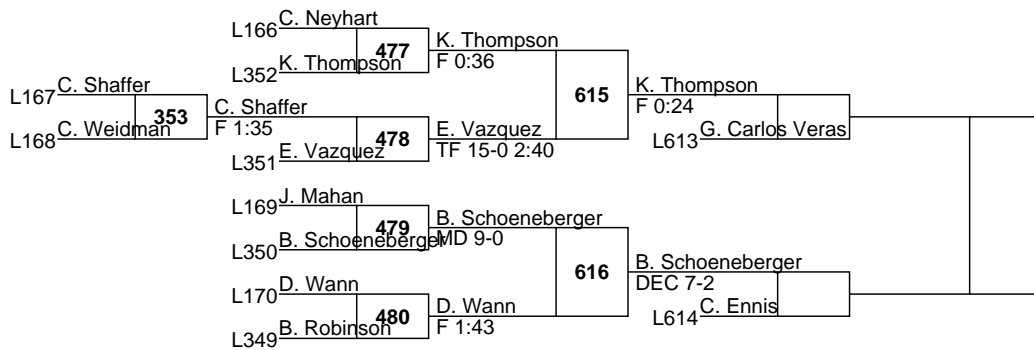 C. Neyhart
L166
477
K. Thompson
F 0:36
K. Thompson
L352
C. Shaffer
L167
353
C. Shaffer
F 1:35
C. Weidman
L168
478
E. Vazquez
TF 15-0 2:40
E. Vazquez
L351
615
K. Thompson
F 0:24
G. Carlos Veras
L613
J. Mahan
L169
479
B. Schoeneberger
MD 9-0
B. Schoeneberger
L350
616
B. Schoeneberger
DEC 7-2
C. Ennis
L614
D. Wann
L170
480
D. Wann
F 1:43
B. Robinson
L349